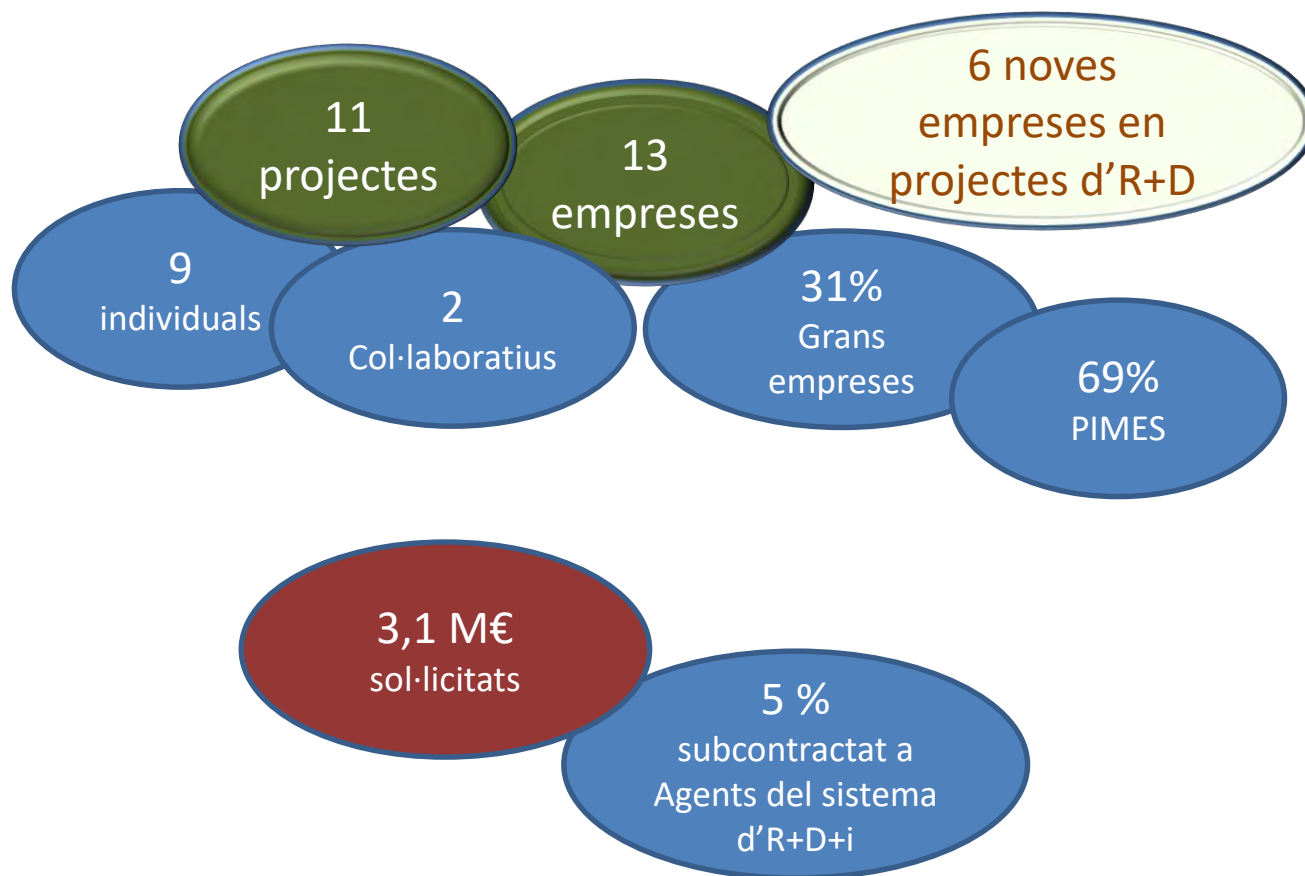 11
projectes
13
empreses
6 noves
empreses en
projectes d’R+D
9
individuals
2
Col·laboratius
31%
Grans
empreses
69%
PIMES
3,1 M€
sol·licitats
5 %
subcontractat a
Agents del sistema
d’R+D+i